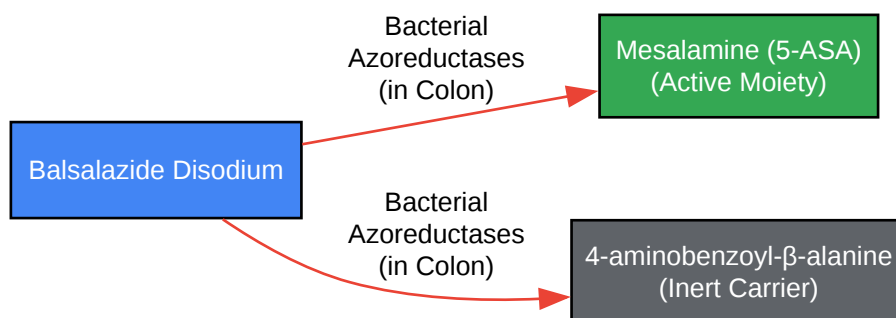 Bacterial
Azoreductases
(in Colon)
Mesalamine (5-ASA)
(Active Moiety)
Balsalazide Disodium
Bacterial
Azoreductases
(in Colon)
4-aminobenzoyl-β-alanine
(Inert Carrier)